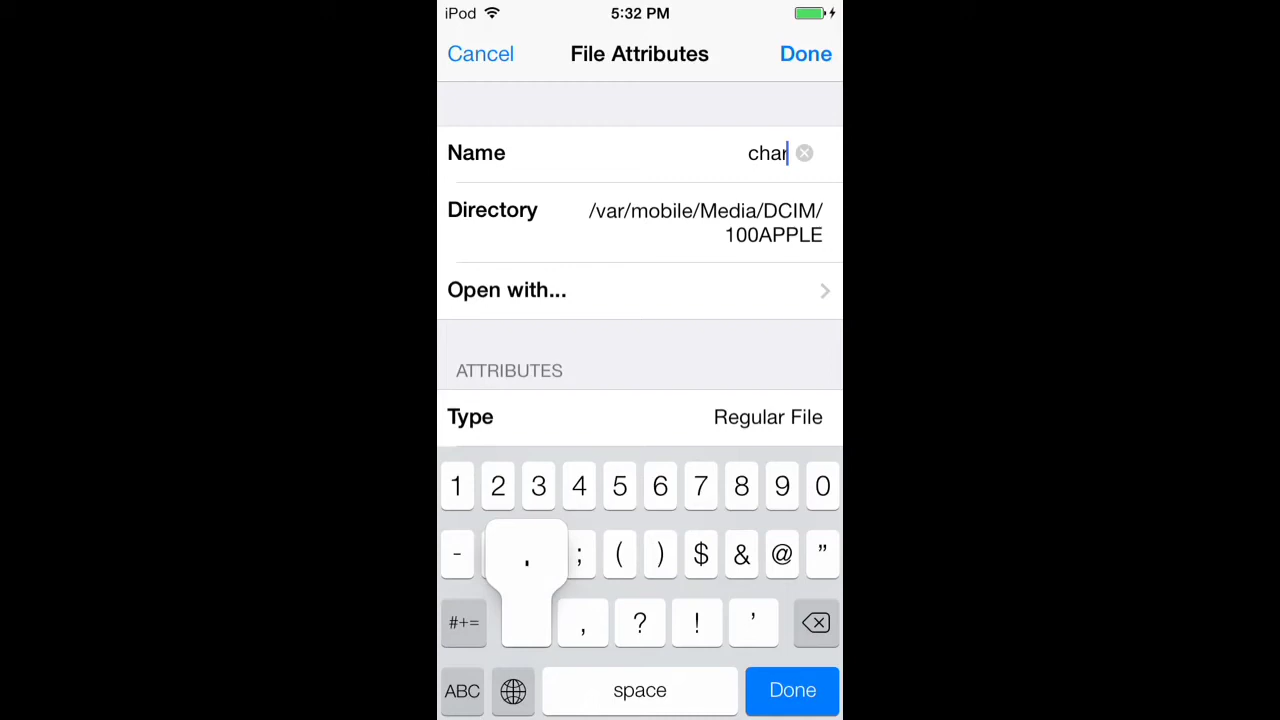 iPod 5:32 PM
Cancel File Attributes Done
Name char
Directory /var/mobile/Media/DCIM/
100APPLE
Open with...
ATTRIBUTES
Type Regular File
1 2 3 4 5 6 7 8 9 0
- . ; ( ) $ & @ ”
#+= , ? ! ’
ABC space Done